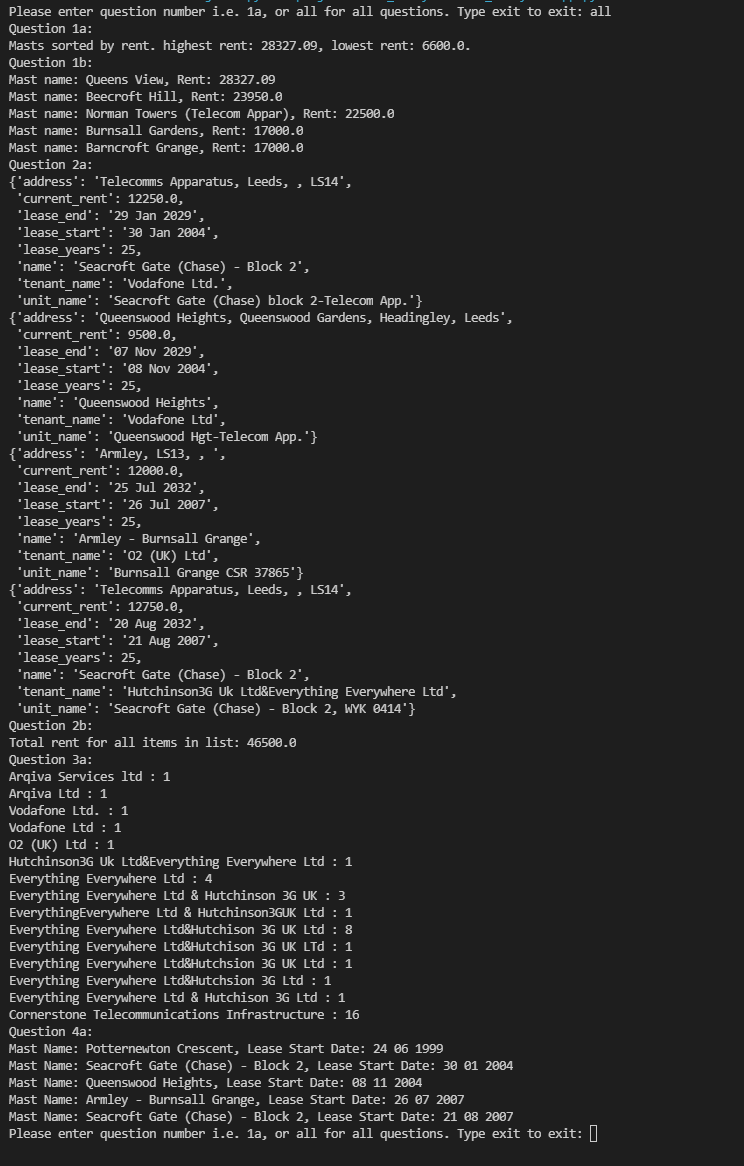 Please enter question number i.e. 1a, or all for all questions. Type exit to exit: all
Question 1a:
Masts sorted by rent. highest rent: 28327.09, lowest rent: 6600.0.
Question 1b:
Mast name: Queens View, Rent: 28327.09
Mast name: Beecroft Hill, Rent: 23950.0
Mast name: Norman Towers (Telecom Appar), Rent: 22500.0
Mast name: Burnsall Gardens, Rent: 17000.0
Mast name: Barncroft Grange, Rent: 17000.0
Question 2a:
{'address': 'Telecomms Apparatus, Leeds, , LS14',
 'current_rent': 12250.0,
 'lease_end': '29 Jan 2029',
 'lease_start': '30 Jan 2004',
 'lease_years': 25,
 'name': 'Seacroft Gate (Chase) - Block 2',
 'tenant_name': 'Vodafone Ltd.',
 'unit_name': 'Seacroft Gate (Chase) block 2-Telecom App.'}
{'address': 'Queenswood Heights, Queenswood Gardens, Headingley, Leeds',
 'current_rent': 9500.0,
 'lease_end': '07 Nov 2029',
 'lease_start': '08 Nov 2004',
 'lease_years': 25,
 'name': 'Queenswood Heights',
 'tenant_name': 'Vodafone Ltd',
 'unit_name': 'Queenswood Hgt-Telecom App.'}
{'address': 'Armley, LS13, , ',
 'current_rent': 12000.0,
 'lease_end': '25 Jul 2032',
 'lease_start': '26 Jul 2007',
 'lease_years': 25,
 'name': 'Armley - Burnsall Grange',
 'tenant_name': 'O2 (UK) Ltd',
 'unit_name': 'Burnsall Grange CSR 37865'}
{'address': 'Telecomms Apparatus, Leeds, , LS14',
 'current_rent': 12750.0,
 'lease_end': '20 Aug 2032',
 'lease_start': '21 Aug 2007',
 'lease_years': 25,
 'name': 'Seacroft Gate (Chase) - Block 2',
 'tenant_name': 'Hutchinson3G Uk Ltd&Everything Everywhere Ltd',
 'unit_name': 'Seacroft Gate (Chase) - Block 2, WYK 0414'}
Question 2b:
Total rent for all items in list: 46500.0
Question 3a:
Arqiva Services ltd : 1
Arqiva Ltd : 1
Vodafone Ltd. : 1
Vodafone Ltd : 1
O2 (UK) Ltd : 1
Hutchinson3G Uk Ltd&Everything Everywhere Ltd : 1
Everything Everywhere Ltd : 4
Everything Everywhere Ltd & Hutchinson 3G UK : 3
EverythingEverywhere Ltd & Hutchinson3GUK Ltd : 1
Everything Everywhere Ltd&Hutchison 3G UK Ltd : 8
Everything Everywhere Ltd&Hutchison 3G UK LTd : 1
Everything Everywhere Ltd&Hutchsion 3G UK Ltd : 1
Everything Everywhere Ltd&Hutchsion 3G Ltd : 1
Everything Everywhere Ltd & Hutchison 3G Ltd : 1
Cornerstone Telecommunications Infrastructure : 16
Question 4a:
Mast Name: Potternewton Crescent, Lease Start Date: 24 06 1999
Mast Name: Seacroft Gate (Chase) - Block 2, Lease Start Date: 30 01 2004
Mast Name: Queenswood Heights, Lease Start Date: 08 11 2004
Mast Name: Armley - Burnsall Grange, Lease Start Date: 26 07 2007
Mast Name: Seacroft Gate (Chase) - Block 2, Lease Start Date: 21 08 2007
Please enter question number i.e. 1a, or all for all questions. Type exit to exit: